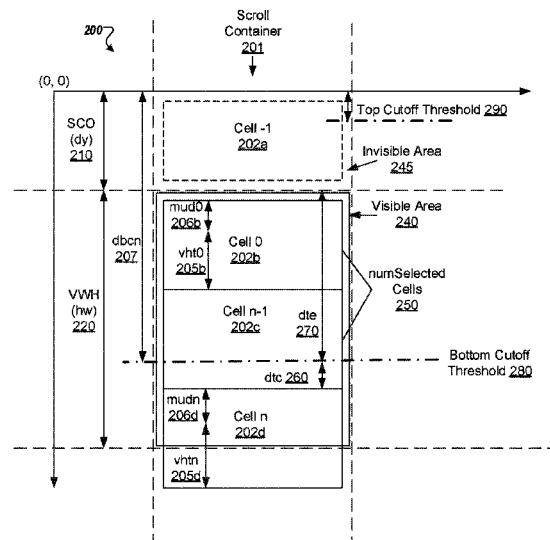 200
Scroll
Container
201
(0, 0)
Top Cutoff Threshold 290
SCO
(dy)
210
Cell -1
202a
Invisible Area
245
mud0
206b
Visible Area
240
dbcn
207
Cell 0
202b
vht0
205b
numSelected
Cells
250
VWH
(hw)
220
Cell n-1
202c
dte
270
Bottom Cutoff
Threshold 280
dtc 260
mudn
206d
Cell n
202d
vhtn
205d